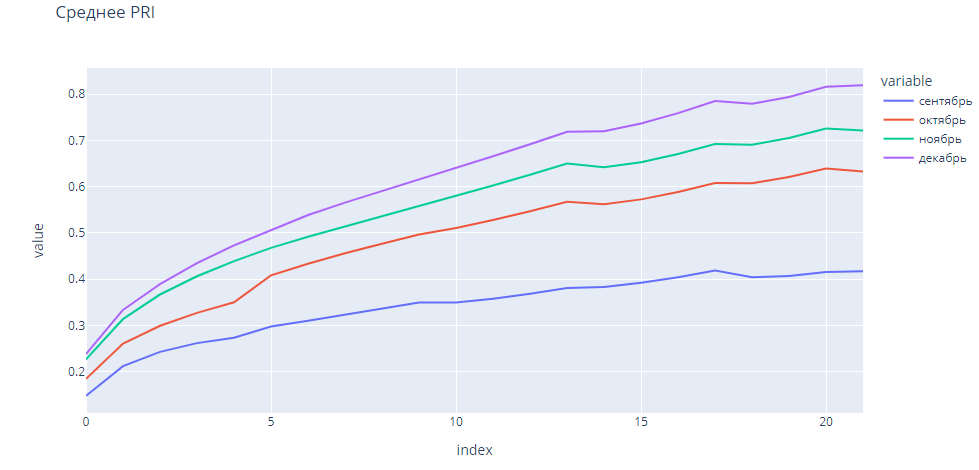 Среднее PRI
variable
сентябрь
октябрь
ноябрь
декабрь
value
0.8
0.7
0.6
0.5
0.4
0.3
0.2
0 5 10 15 20
index